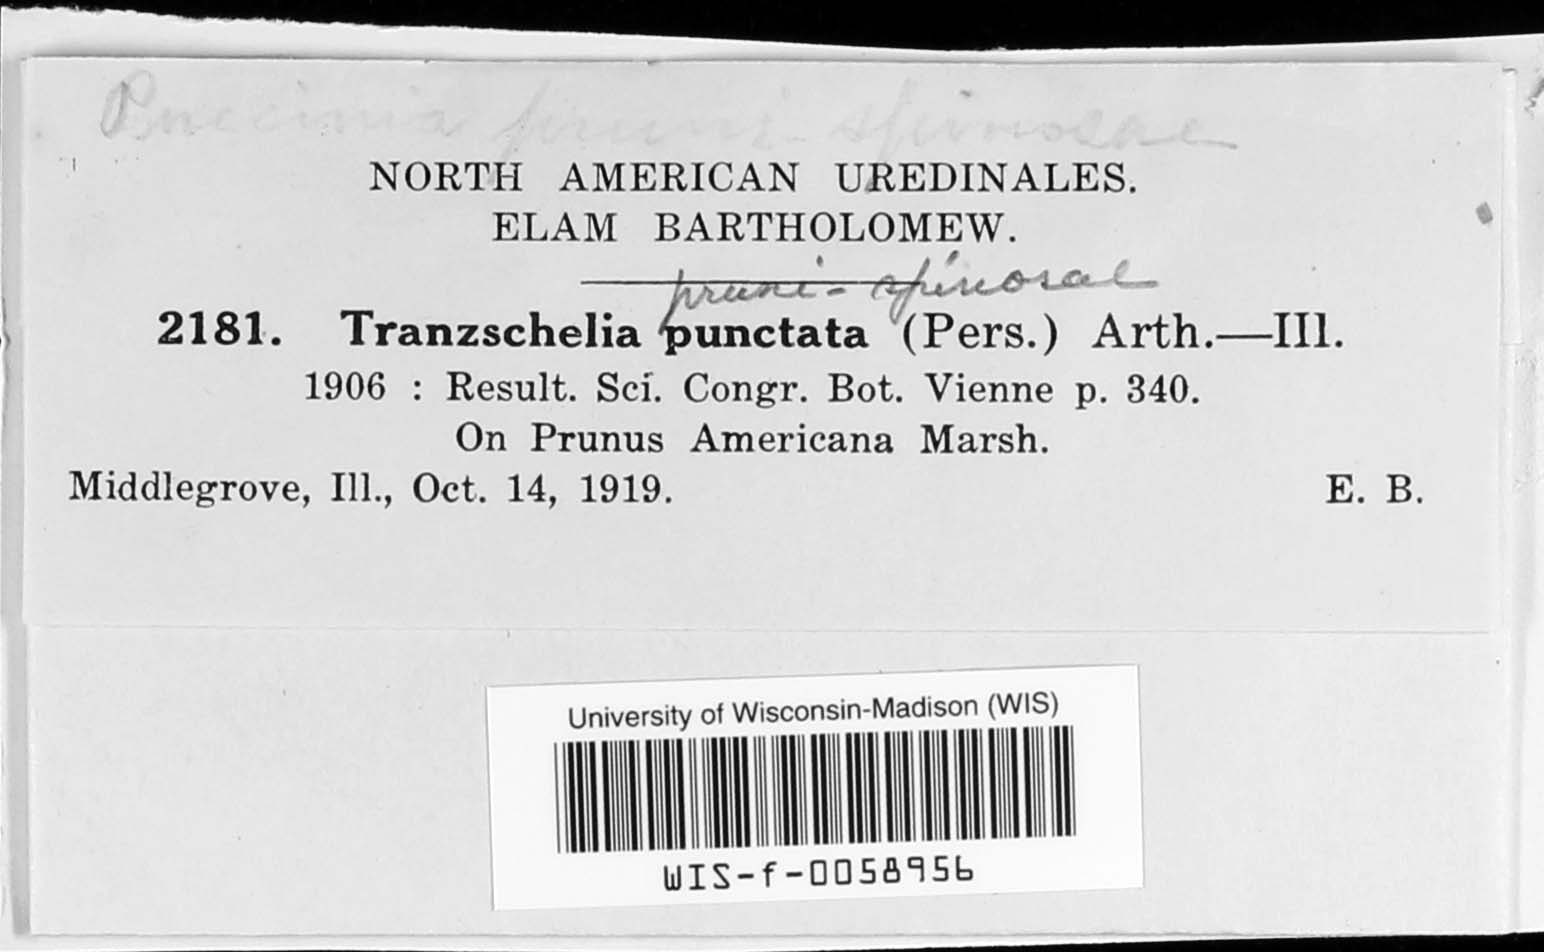 Puccinia pruni-spinosae
NORTH AMERICAN UREDINALES.
ELAM BARTHOLOMEW.
pruni-spinosae
2181. Tranzschelia punctata (Pers.) Arth.—III.
1906 : Result. Sci. Congr. Bot. Vienne p. 340.
On Prunus Americana Marsh.
Middlegrove, Ill., Oct. 14, 1919. E. B.
University of Wisconsin-Madison (WIS)
WIS-f-0058956